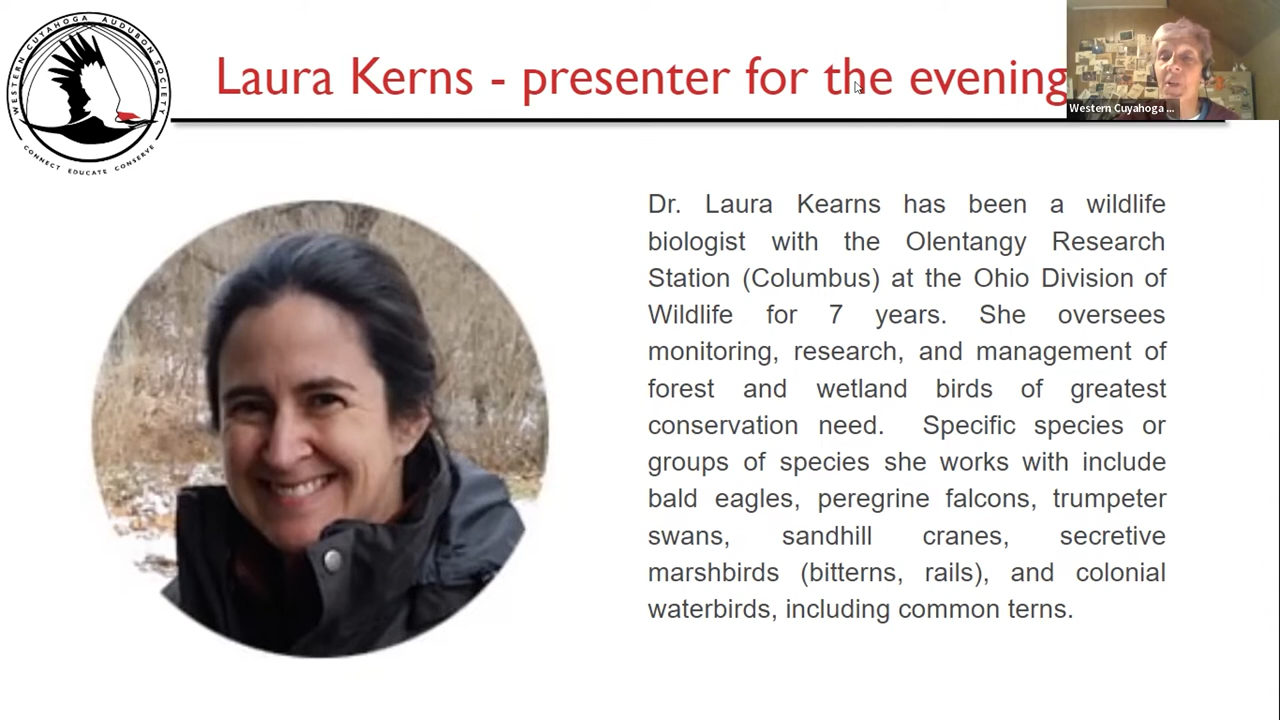 WESTERN CUYAHOGA AUDUBON SOCIETY
CONNECT EDUCATE CONSERVE
Laura Kerns - presenter for the evening
Western Cuyahoga ...
Dr. Laura Kearns has been a wildlife
biologist with the Olentangy Research
Station (Columbus) at the Ohio Division of
Wildlife for 7 years. She oversees
monitoring, research, and management of
forest and wetland birds of greatest
conservation need. Specific species or
groups of species she works with include
bald eagles, peregrine falcons, trumpeter
swans, sandhill cranes, secretive
marshbirds (bitterns, rails), and colonial
waterbirds, including common terns.